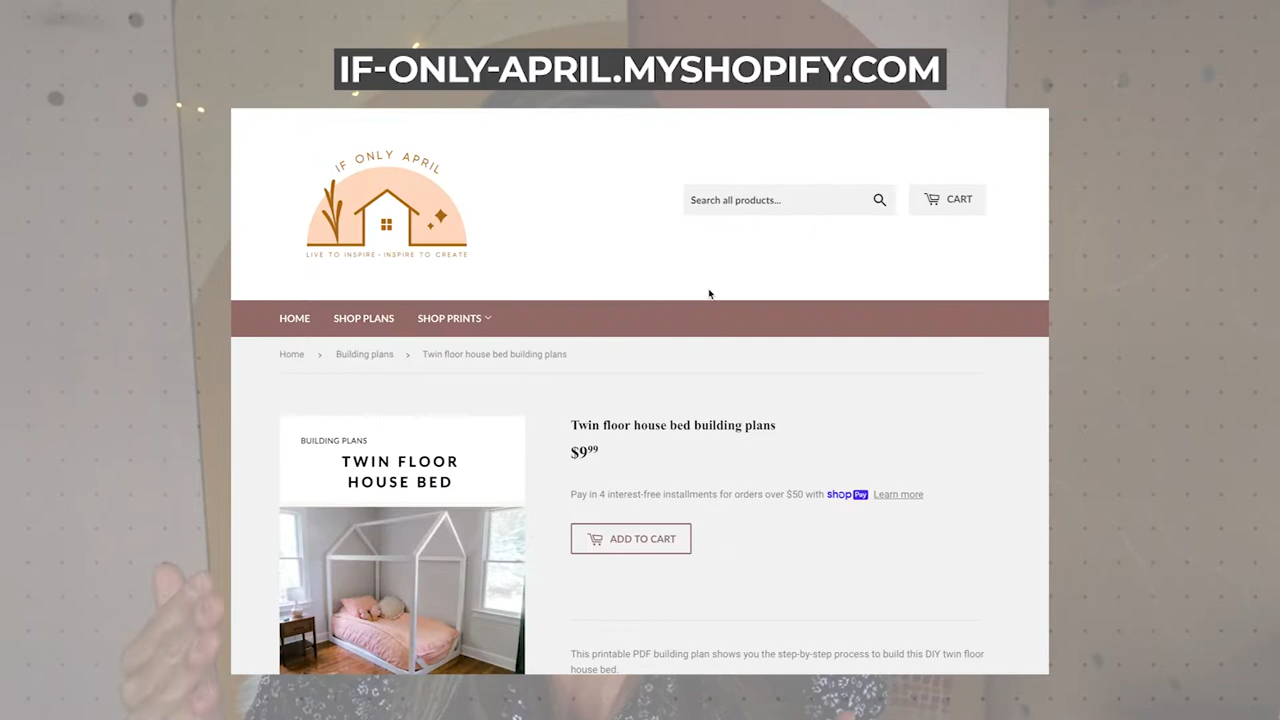 IF-ONLY-APRIL.MYSHOPIFY.COM
IF ONLY APRIL
LIVE TO INSPIRE · INSPIRE TO CREATE
Search all products...
CART
HOME
SHOP PLANS
SHOP PRINTS
Home › Building plans › Twin floor house bed building plans
BUILDING PLANS
TWIN FLOOR
HOUSE BED
Twin floor house bed building plans
$9⁹⁹
Pay in 4 interest-free installments for orders over $50 with shop Pay Learn more
ADD TO CART
This printable PDF building plan shows you the step-by-step process to build this DIY twin floor
house bed.